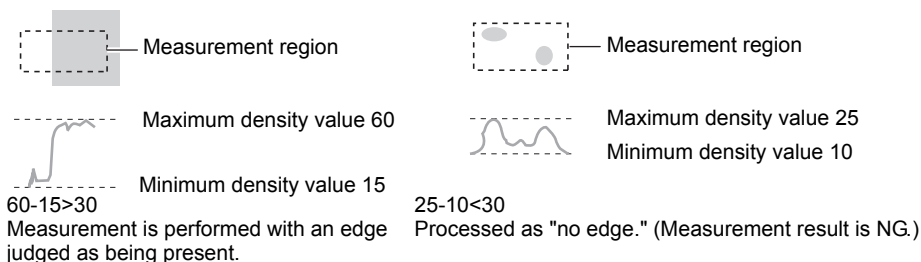 Measurement region
Maximum density value 60
Minimum density value 15
60-15>30
Measurement is performed with an edge
judged as being present.
Measurement region
Maximum density value 25
Minimum density value 10
25-10<30
Processed as "no edge." (Measurement result is NG.)